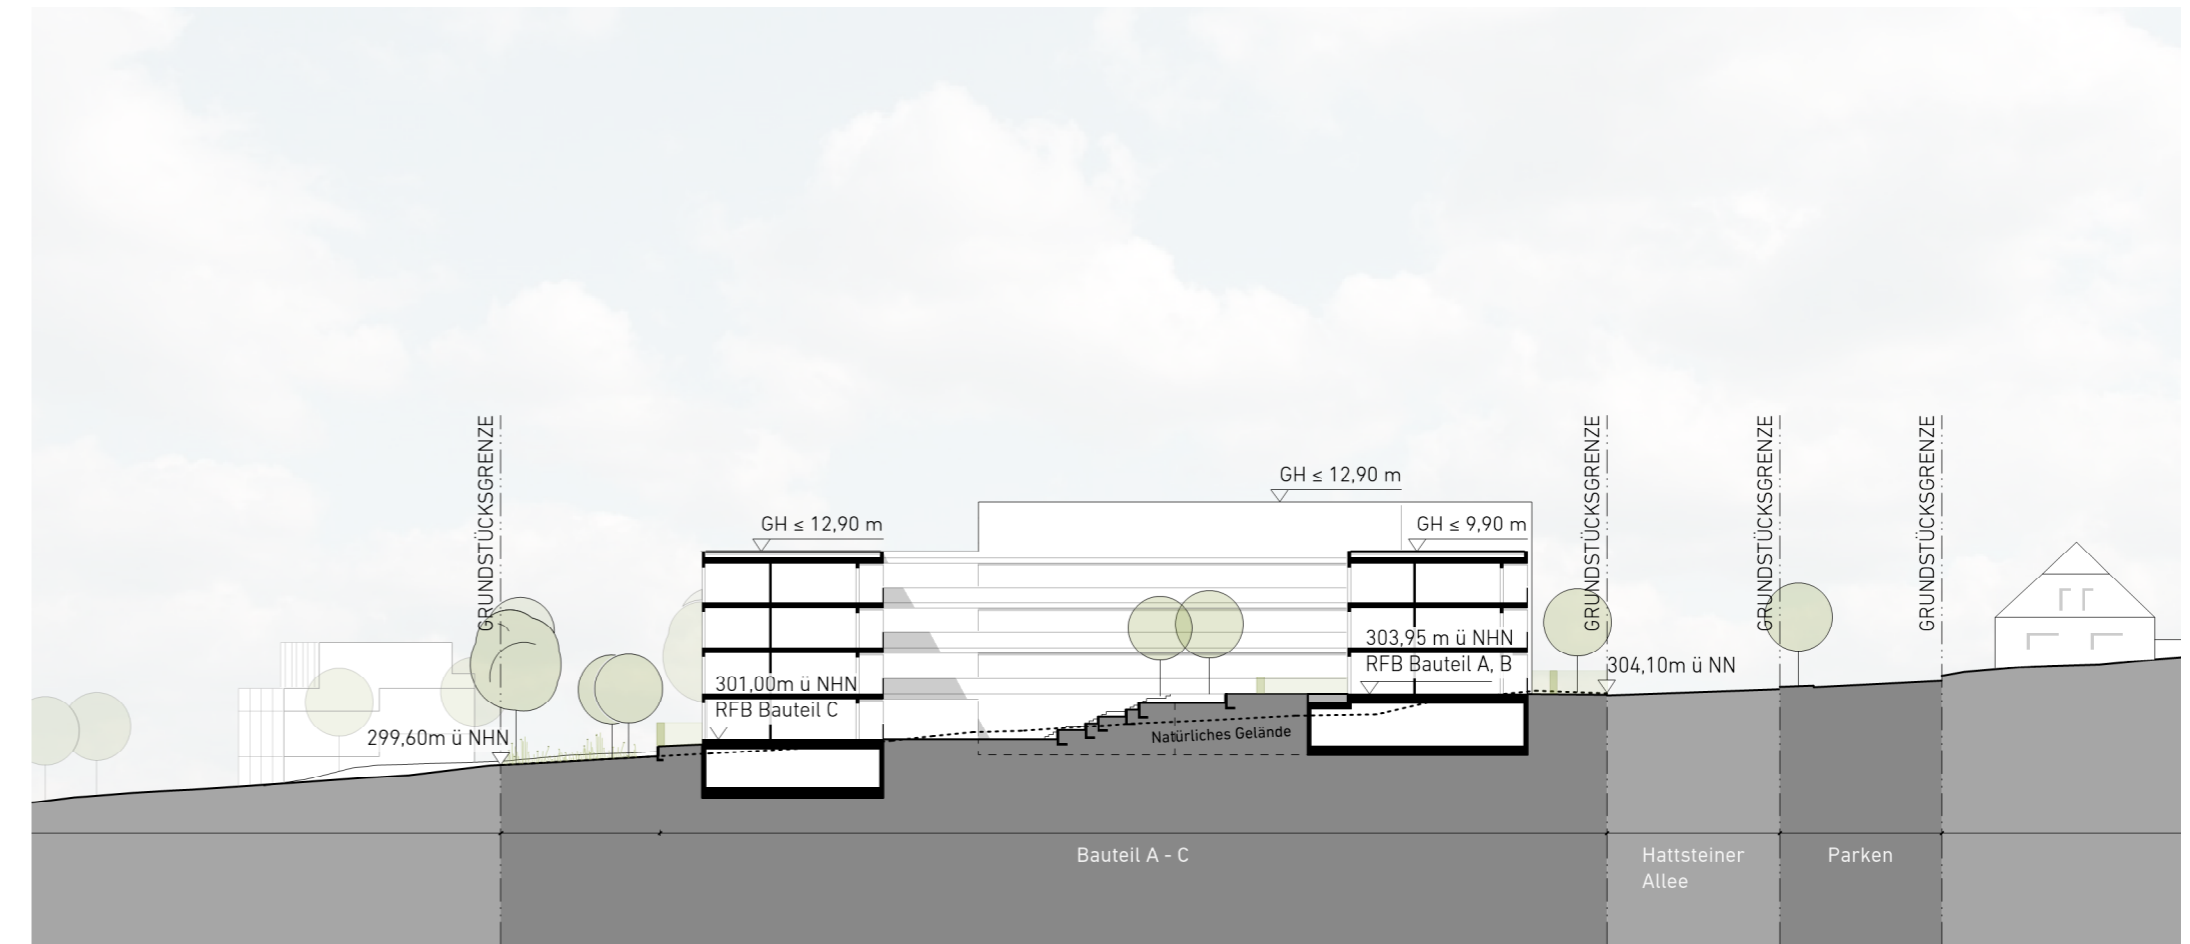 GRUNDSTÜCKSGRENZE
GRUNDSTÜCKSGRENZE
GRUNDSTÜCKSGRENZE
GRUNDSTÜCKSGRENZE
GH ≤ 12,90 m
GH ≤ 12,90 m
GH ≤ 9,90 m
303,95 m ü NHN
RFB Bauteil A, B
304,10m ü NN
301,00m ü NHN
RFB Bauteil C
299,60m ü NHN
Natürliches Gelände
Bauteil A - C
Hattsteiner
Allee
Parken